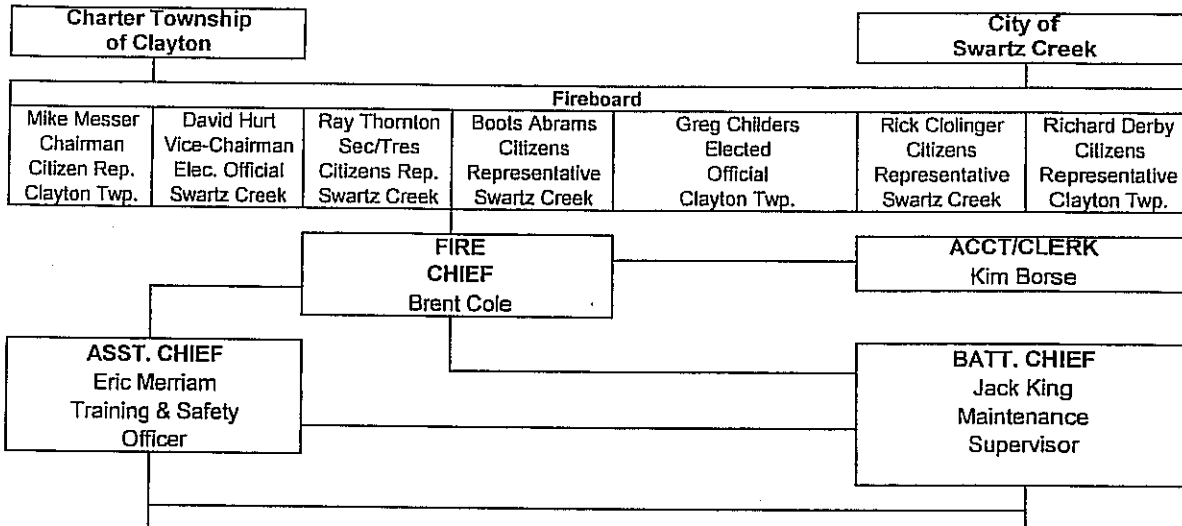 Charter Township
of Clayton
City of
Swartz Creek
Fireboard
Mike Messer
Chairman
Citizen Rep.
Clayton Twp.
David Hurt
Vice-Chairman
Elec. Official
Swartz Creek
Ray Thornton
Sec/Tres
Citizens Rep.
Swartz Creek
Boots Abrams
Citizens
Representative
Swartz Creek
Greg Childers
Elected
Official
Clayton Twp.
Rick Clolinger
Citizens
Representative
Swartz Creek
Richard Derby
Citizens
Representative
Clayton Twp.
FIRE
CHIEF
Brent Cole
ACCT/CLERK
Kim Borse
ASST. CHIEF
Eric Merriam
Training & Safety
Officer
BATT. CHIEF
Jack King
Maintenance
Supervisor